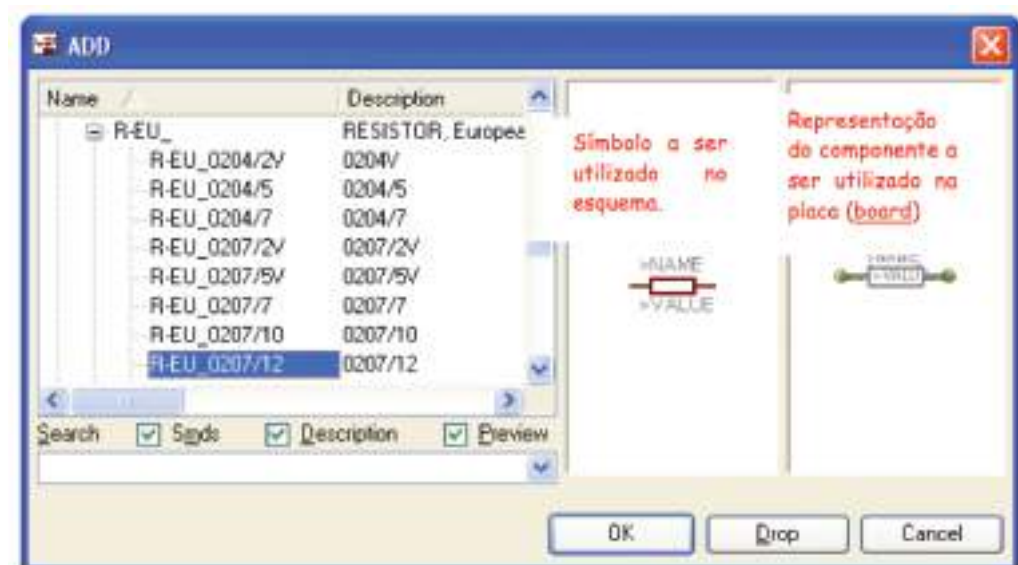 ADD
Name / Description
R-EU_ RESISTOR, Europee
R-EU_0204/2V 0204V
R-EU_0204/5 0204/5
R-EU_0204/7 0204/7
R-EU_0207/2V 0207/2V
R-EU_0207/5V 0207/5V
R-EU_0207/7 0207/7
R-EU_0207/10 0207/10
R-EU_0207/12 0207/12
Search Smds Description Preview
Símbolo a ser
utilizado no
esquema.
>NAME
>VALUE
Representação
do componente a
ser utilizado na
placa (board)
>NAME
>VALU
OK Drop Cancel